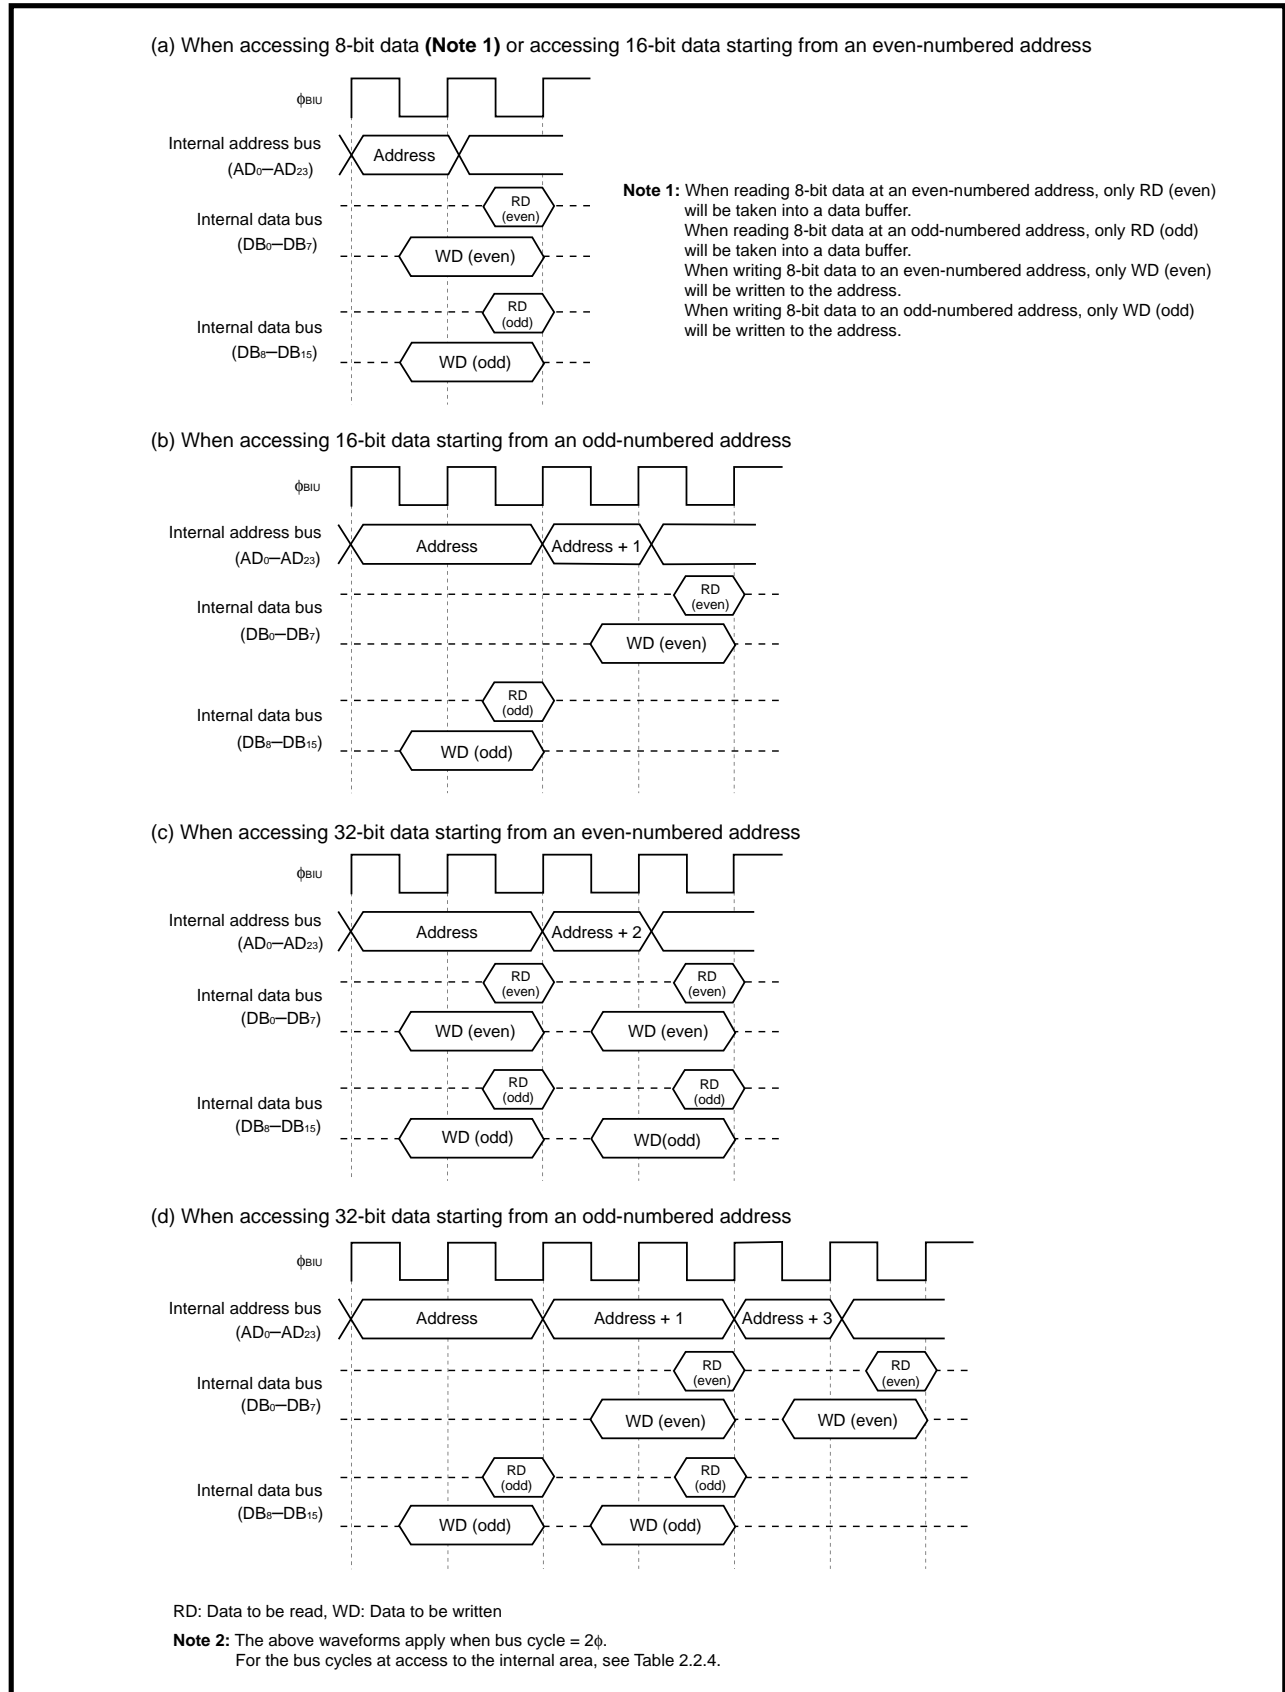 (a) When accessing 8-bit data (Note 1) or accessing 16-bit data starting from an even-numbered address
ϕBIU
Internal address bus
(AD0–AD23)
Address
Internal data bus
(DB0–DB7)
RD
(even)
WD (even)
Internal data bus
(DB8–DB15)
RD
(odd)
WD (odd)
Note 1: When reading 8-bit data at an even-numbered address, only RD (even)
will be taken into a data buffer.
When reading 8-bit data at an odd-numbered address, only RD (odd)
will be taken into a data buffer.
When writing 8-bit data to an even-numbered address, only WD (even)
will be written to the address.
When writing 8-bit data to an odd-numbered address, only WD (odd)
will be written to the address.
(b) When accessing 16-bit data starting from an odd-numbered address
ϕBIU
Internal address bus
(AD0–AD23)
Address Address + 1
Internal data bus
(DB0–DB7)
RD
(even)
WD (even)
Internal data bus
(DB8–DB15)
RD
(odd)
WD (odd)
(c) When accessing 32-bit data starting from an even-numbered address
ϕBIU
Internal address bus
(AD0–AD23)
Address Address + 2
Internal data bus
(DB0–DB7)
RD RD
(even) (even)
WD (even) WD (even)
Internal data bus
(DB8–DB15)
RD RD
(odd) (odd)
WD (odd) WD(odd)
(d) When accessing 32-bit data starting from an odd-numbered address
ϕBIU
Internal address bus
(AD0–AD23)
Address Address + 1 Address + 3
Internal data bus
(DB0–DB7)
RD RD
(even) (even)
WD (even) WD (even)
Internal data bus
(DB8–DB15)
RD RD
(odd) (odd)
WD (odd) WD (odd)
RD: Data to be read, WD: Data to be written
Note 2: The above waveforms apply when bus cycle = 2ϕ.
For the bus cycles at access to the internal area, see Table 2.2.4.